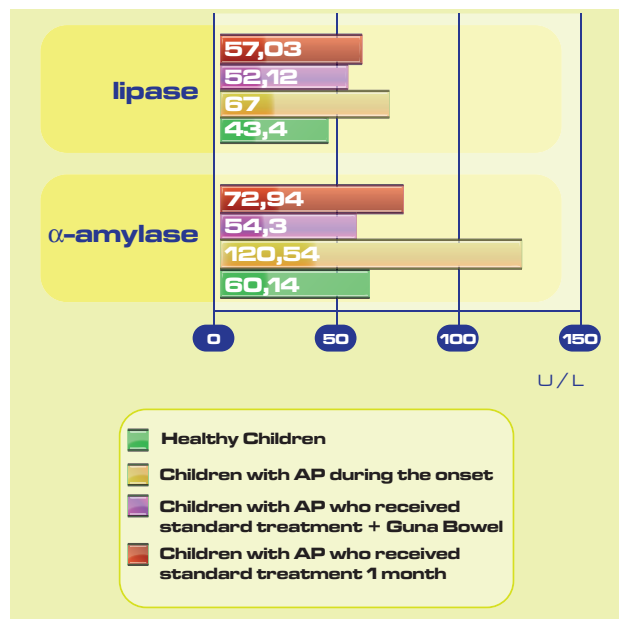 lipase
57,03
52,12
67
43,4
α-amylase
72,94
54,3
120,54
60,14
0 50 100 150
U/L
Healthy Children
Children with AP during the onset
Children with AP who received
standard treatment + Guna Bowel
Children with AP who received
standard treatment 1 month